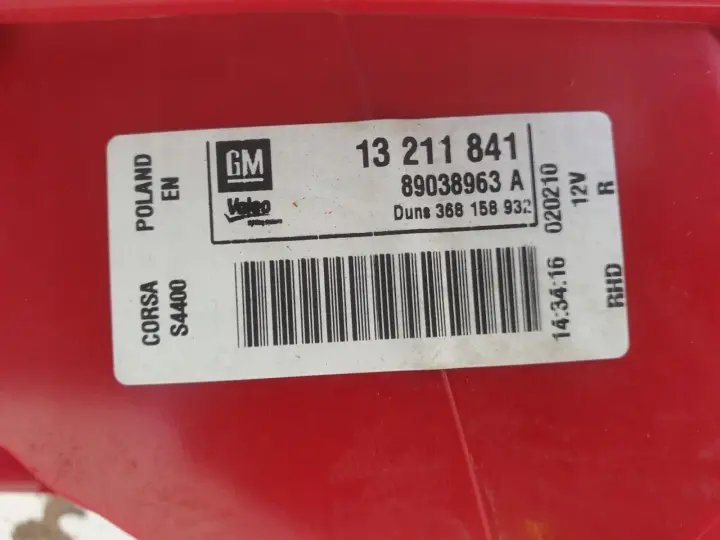 GM
Valeo
13 211 841
89038963 A
Duns 368 158 932
CORSA POLAND
S4400 EN
14:34:16 020210
12V
RHD R